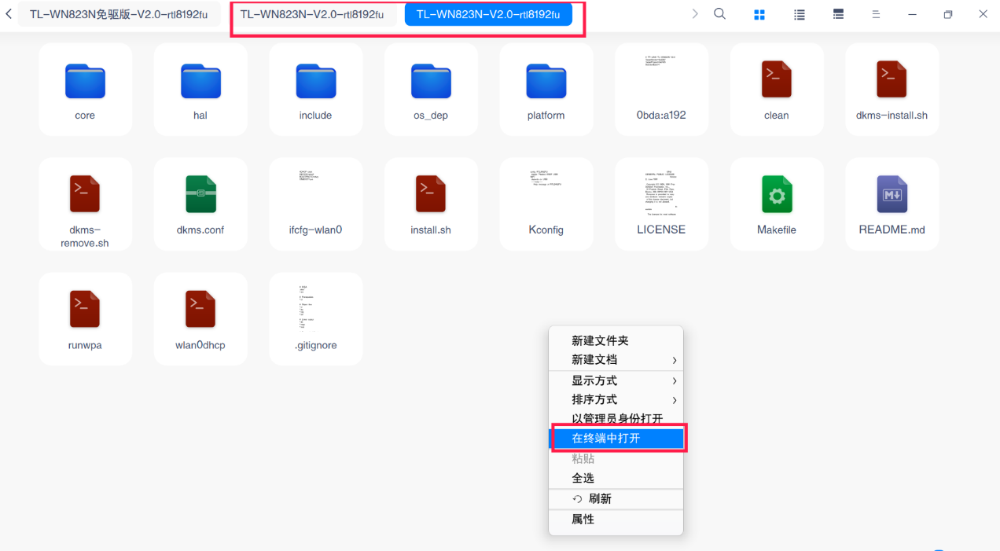 TL-WN823N免驱版-V2.0-rtl8192fu
TL-WN823N-V2.0-rtl8192fu
TL-WN823N-V2.0-rtl8192fu
core
hal
include
os_dep
platform
0bda:a192
clean
dkms-install.sh
dkms-
remove.sh
dkms.conf
ifcfg-wlan0
install.sh
Kconfig
LICENSE
Makefile
README.md
runwpa
wlan0dhcp
.gitignore
新建文件夹
新建文档
显示方式
排序方式
以管理员身份打开
在终端中打开
粘贴
全选
刷新
属性